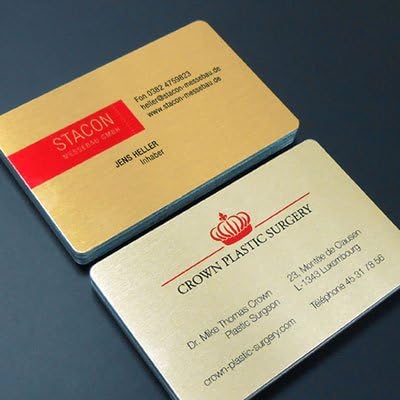 Fon 0382 4759823
heller@stacon-messebau.de
www.stacon-messebau.de
STACON
MESSEBAU GMBH
JENS HELLER
Inhaber
CROWN PLASTIC SURGERY
Dr. Mike Thomas Crown
Plastic Surgeon
crown-plastic-surgery.com
23, Montée de Clausen
L-1343 Luxembourg
Téléphone 45 31 78 56